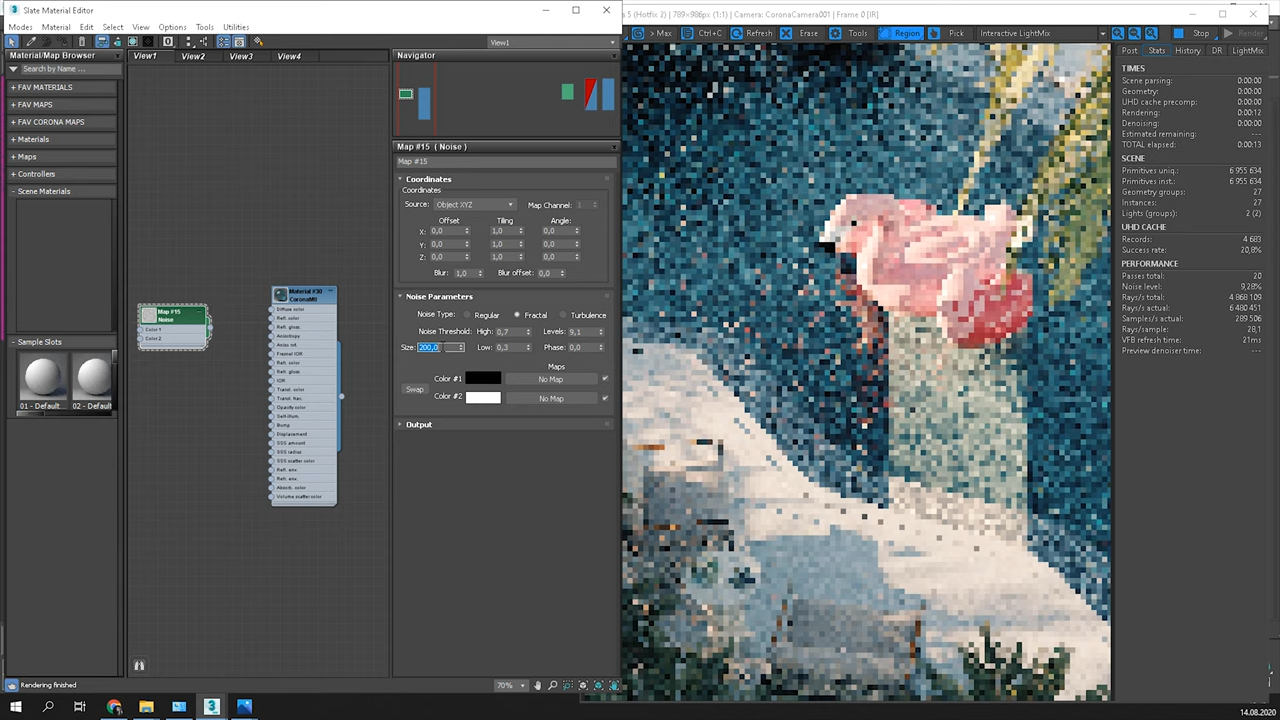 Slate Material Editor
Modes Material Edit Select View Options Tools Utilities
View1
Material/Map Browser
Search by Name ...
+ FAV MATERIALS
+ FAV MAPS
+ FAV CORONA MAPS
+ Materials
+ Maps
+ Controllers
- Scene Materials
- Sample Slots
01 - Default 02 - Default
View1 View2 View3 View4
Map #15
Noise
Color 1
Color 2
Material #30
CoronaMtl
Diffuse color
Refl. color
Refl. gloss.
Anisotropy
Aniso rot.
Fresnel IOR
Refr. color
Refr. gloss.
IOR
Transl. color
Transl. frac.
Opacity color
Self-illum.
Bump
Displacement
SSS amount
SSS radius
SSS scatter color
Refl. env.
Refr. env.
Absorb. color
Volume scatter color
Navigator
Map #15 ( Noise )
Map #15
Coordinates
Coordinates
Source: Object XYZ Map Channel: 1
Offset Tiling Angle:
X: 0,0 1,0 0,0
Y: 0,0 1,0 0,0
Z: 0,0 1,0 0,0
Blur: 1,0 Blur offset: 0,0
Noise Parameters
Noise Type: Regular Fractal Turbulence
Noise Threshold: High: 0,7 Levels: 9,1
Size: 200,0 Low: 0,3 Phase: 0,0
Maps
Swap
Color #1 No Map
Color #2 No Map
Output
Rendering finished
70%
5 (Hotfix 2) | 789×986px (1:1) | Camera: CoronaCamera001 | Frame 0 [IR]
> Max Ctrl+C Refresh Erase Tools Region Pick Interactive LightMix Stop Render
Post Stats History DR LightMix
TIMES
Scene parsing: 0:00:00
Geometry: 0:00:00
UHD cache precomp: 0:00:00
Rendering: 0:00:12
Denoising: 0:00:00
Estimated remaining: ---
TOTAL elapsed: 0:00:13
SCENE
Primitives uniq.: 6 955 634
Primitives inst.: 6 955 634
Geometry groups: 27
Instances: 27
Lights (groups): 2 (2)
UHD CACHE
Records: 4 683
Success rate: 20,8%
PERFORMANCE
Passes total: 20
Noise level: 9,28%
Rays/s total: 4 868 109
Rays/s actual: 6 480 451
Samples/s actual: 289 506
Rays/sample: 28,1
VFB refresh time: 21ms
Preview denoiser time: ---
14.08.2020